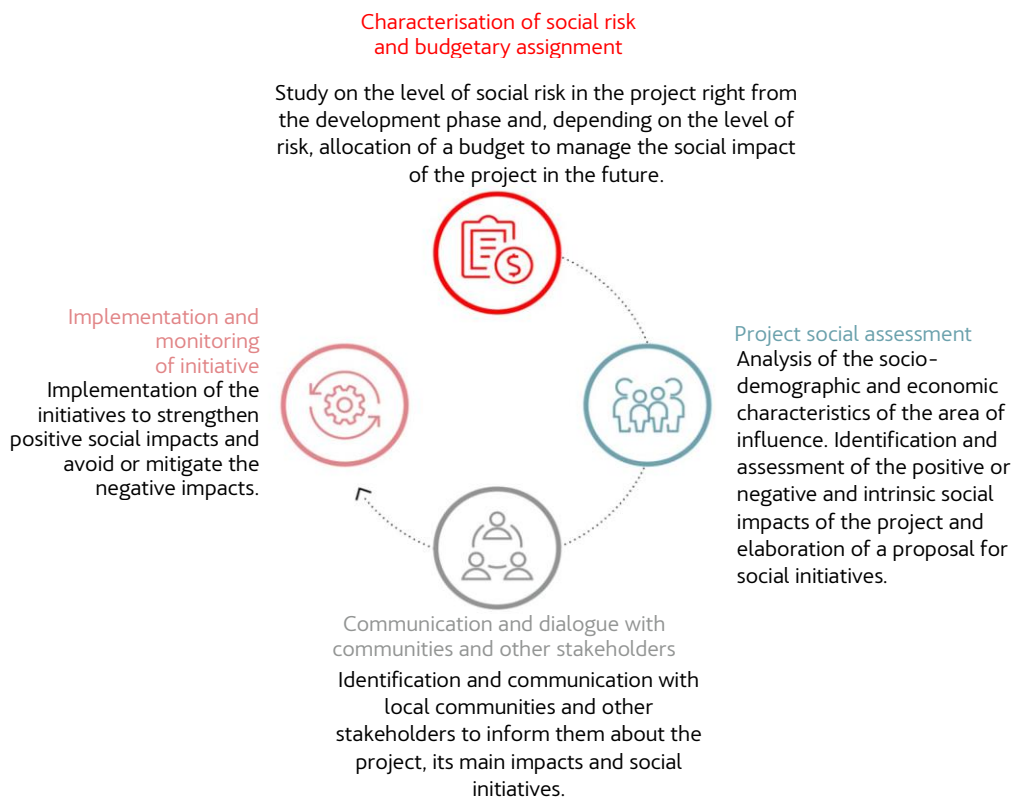 Characterisation of social risk
and budgetary assignment
Study on the level of social risk in the project right from
the development phase and, depending on the level of
risk, allocation of a budget to manage the social impact
of the project in the future.
$
Project social assessment
Analysis of the socio-
demographic and economic
characteristics of the area of
influence. Identification and
assessment of the positive or
negative and intrinsic social
impacts of the project and
elaboration of a proposal for
social initiatives.
Communication and dialogue with
communities and other stakeholders
Identification and communication with
local communities and other
stakeholders to inform them about the
project, its main impacts and social
initiatives.
Implementation and
monitoring
of initiative
Implementation of the
initiatives to strengthen
positive social impacts and
avoid or mitigate the
negative impacts.